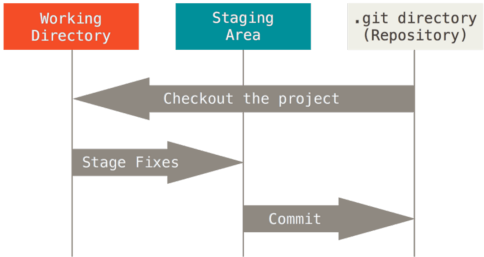 Working
Directory
Staging
Area
.git directory
(Repository)
Checkout the project
Stage Fixes
Commit